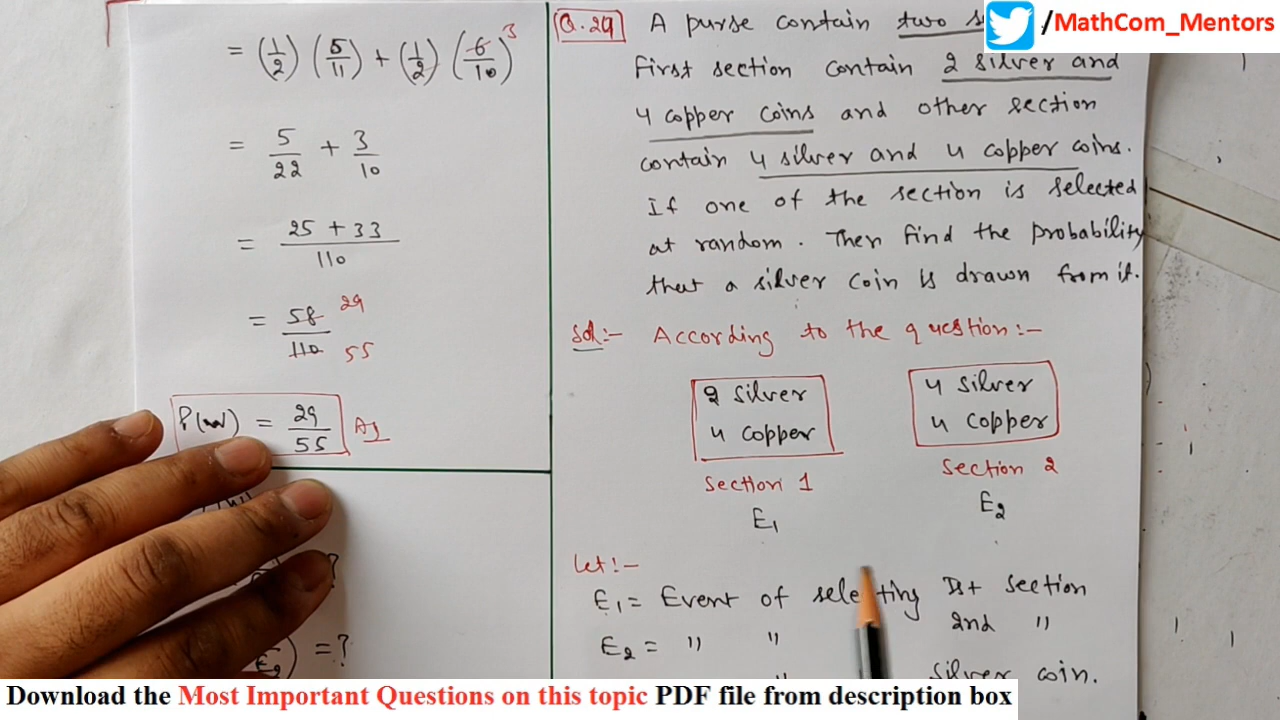 = (1/2) (5/11) + (1/2) (6/10) 3
= 5/22 + 3/10
= 25 + 33 / 110
= 58/110 29 55
P(W) = 29/55 Ay
= ?
E2) = ?
Q.29 A purse contain two
/MathCom_Mentors
First section contain 2 silver and
4 copper coins and other section
contain 4 silver and 4 copper coins.
If one of the section is selected
at random. Then find the probability
that a silver coin is drawn from it.
Sol:- According to the question:-
2 silver
4 copper
section 1
E1
4 silver
4 copper
section 2
E2
Let:-
E1 = Event of selecting Ist section
E2 = " " 2nd "
silver coin.
Download the Most Important Questions on this topic PDF file from description box